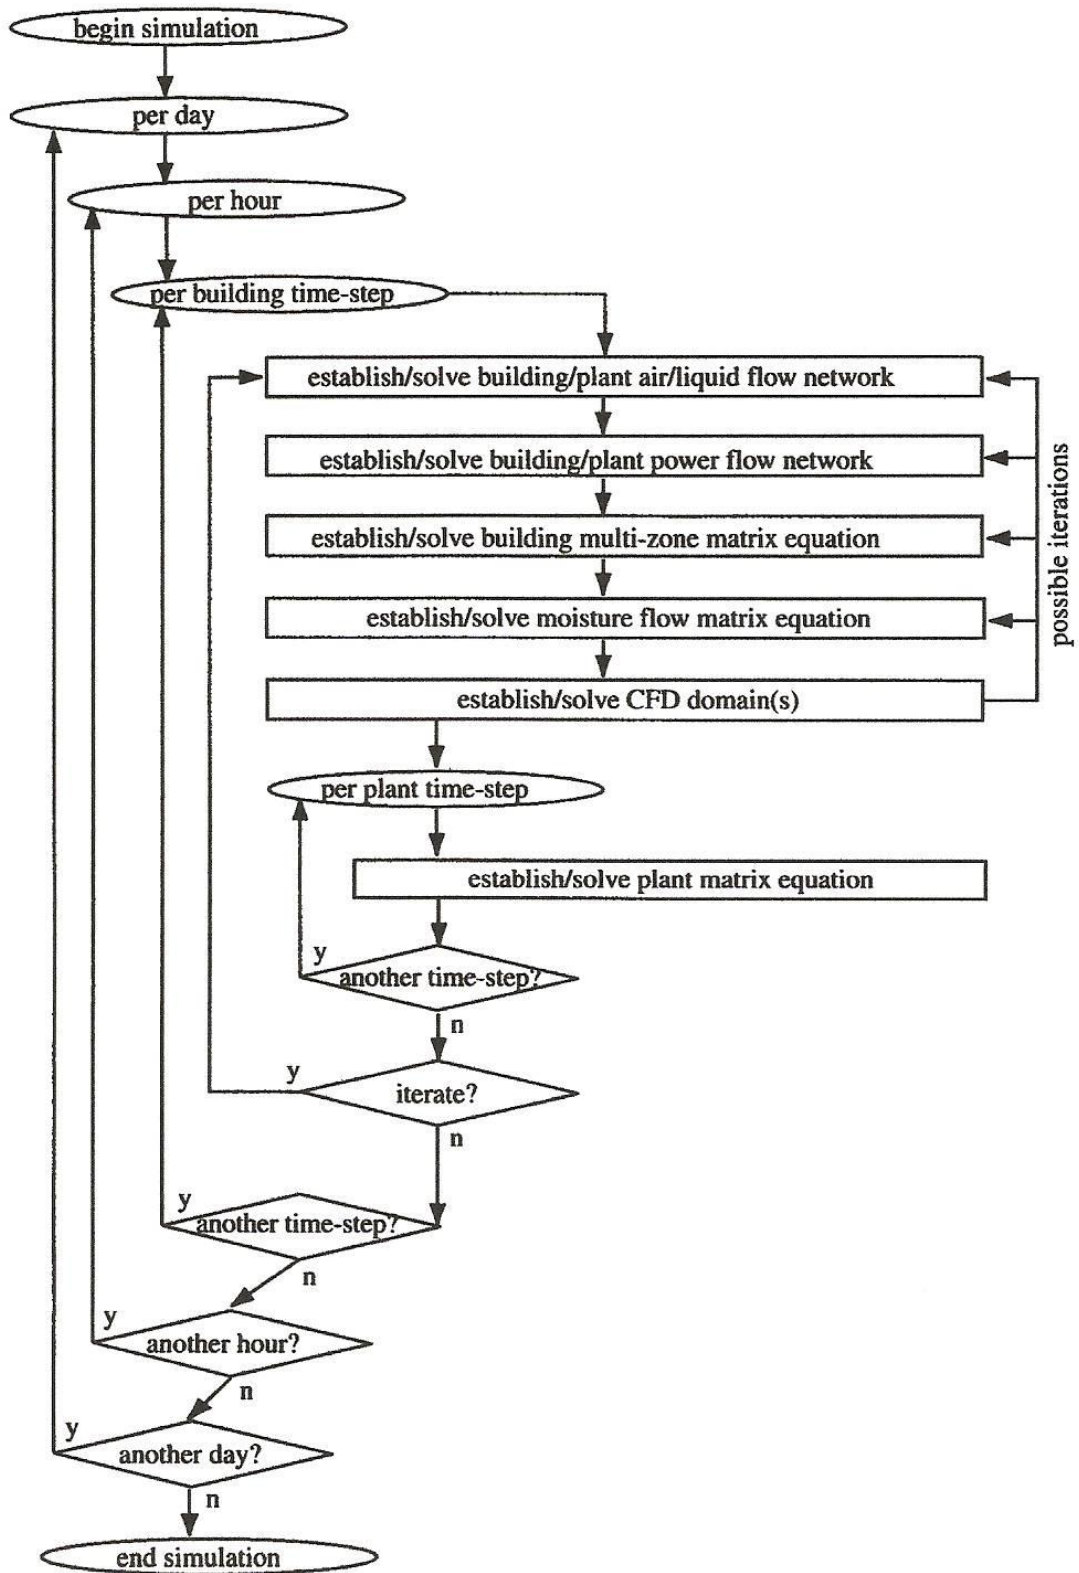 begin simulation
per day
per hour
per building time-step
establish/solve building/plant air/liquid flow network
establish/solve building/plant power flow network
establish/solve building multi-zone matrix equation
establish/solve moisture flow matrix equation
establish/solve CFD domain(s)
possible iterations
per plant time-step
establish/solve plant matrix equation
y
another time-step?
n
y
iterate?
n
y
another time-step?
n
y
another hour?
n
y
another day?
n
end simulation